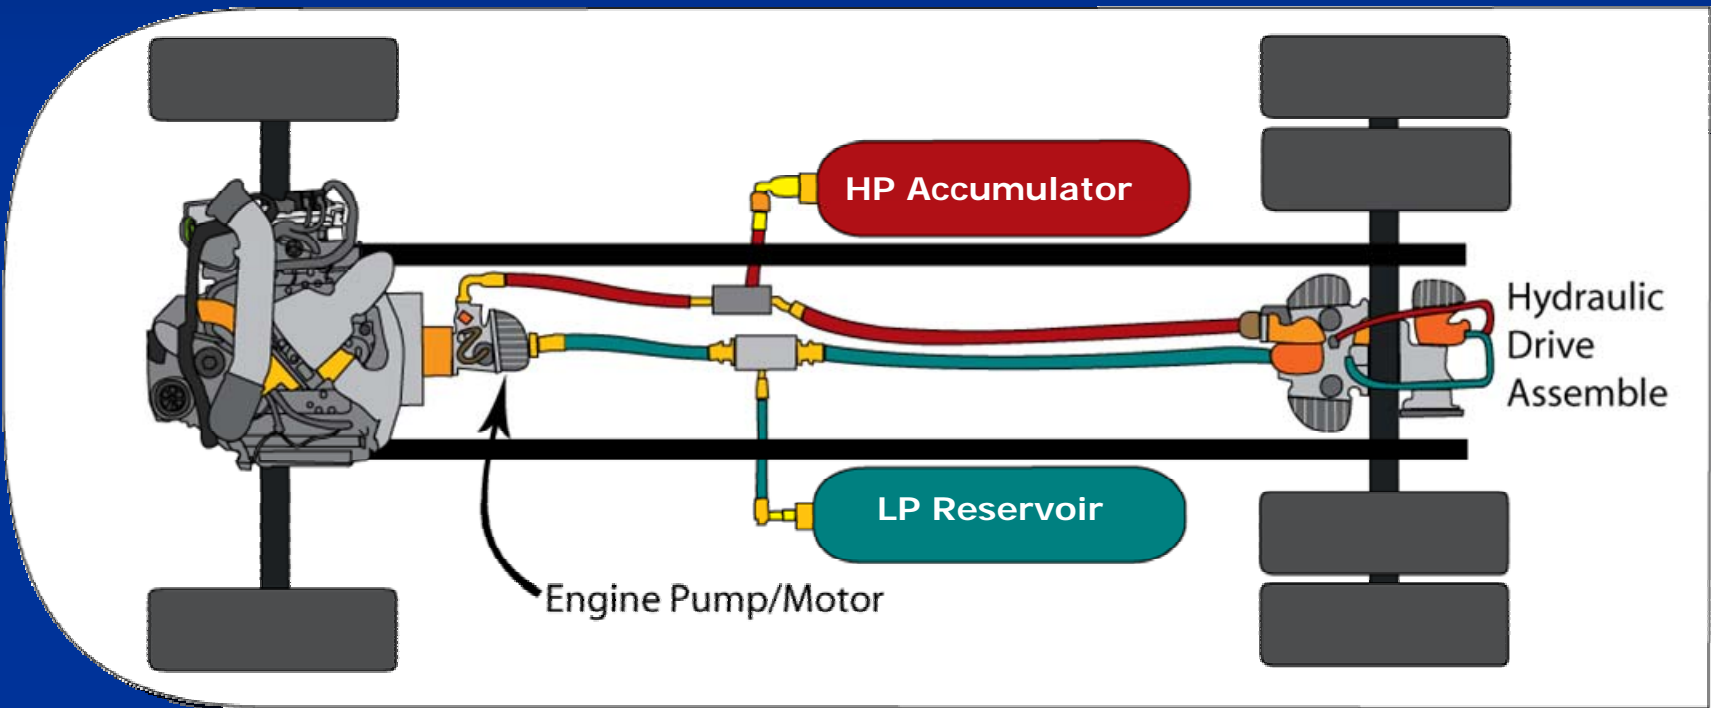 HP Accumulator
Hydraulic
Drive
Assemble
LP Reservoir
Engine Pump/Motor